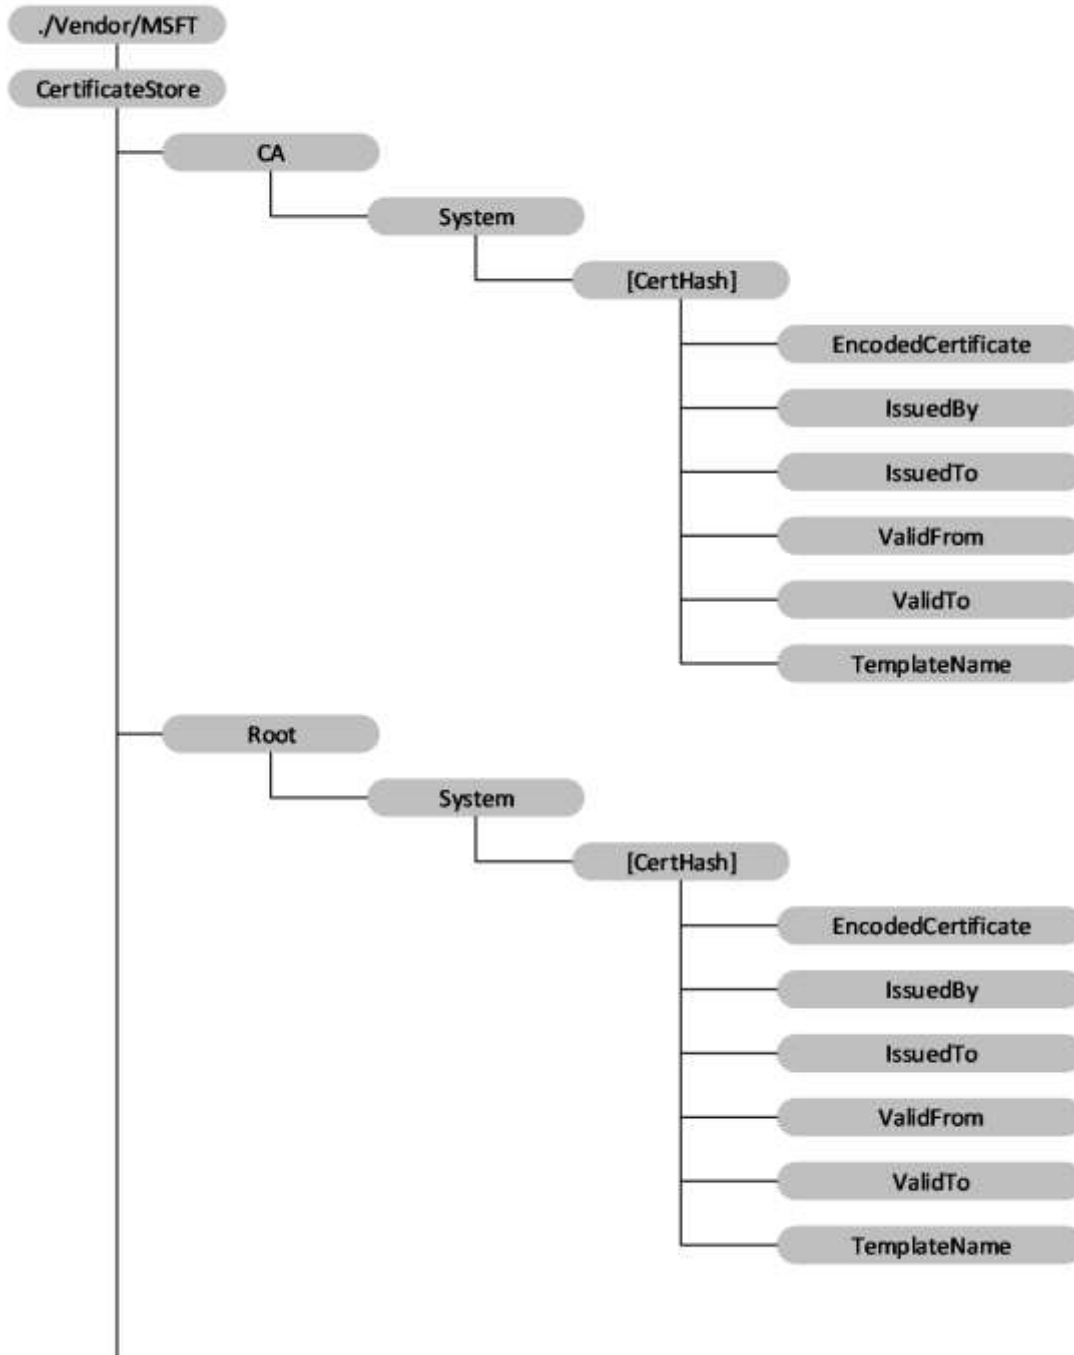 ./Vendor/MSFT
CertificateStore
CA
System
[CertHash]
EncodedCertificate
IssuedBy
IssuedTo
ValidFrom
ValidTo
TemplateName
Root
System
[CertHash]
EncodedCertificate
IssuedBy
IssuedTo
ValidFrom
ValidTo
TemplateName